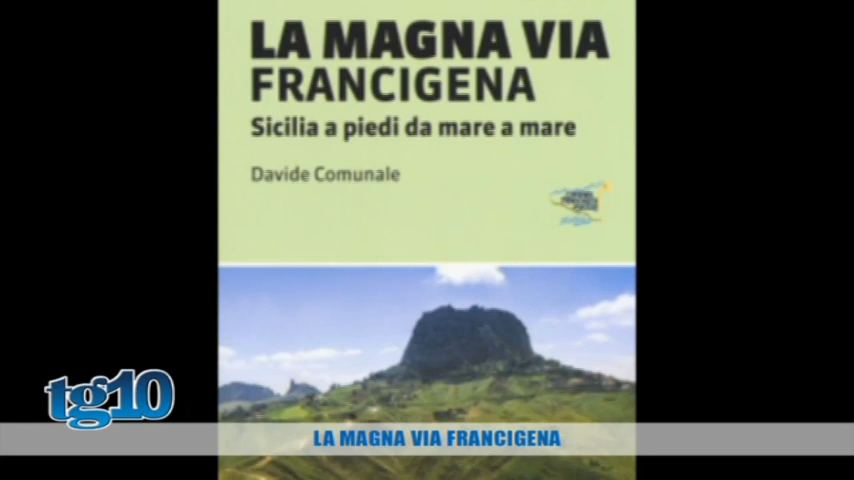 LA MAGNA VIA
FRANCIGENA
Sicilia a piedi da mare a mare
Davide Comunale
tg10
LA MAGNA VIA FRANCIGENA